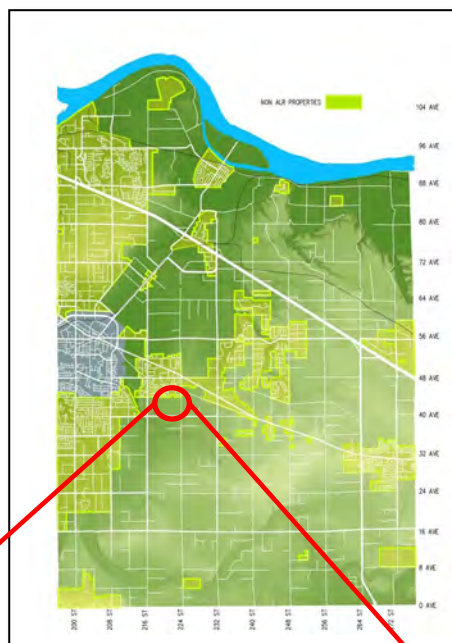 NON ALR PROPERTIES
104 AVE
96 AVE
88 AVE
80 AVE
72 AVE
64 AVE
56 AVE
48 AVE
40 AVE
32 AVE
24 AVE
16 AVE
8 AVE
0 AVE
200 ST
208 ST
216 ST
224 ST
232 ST
240 ST
248 ST
256 ST
264 ST
272 ST